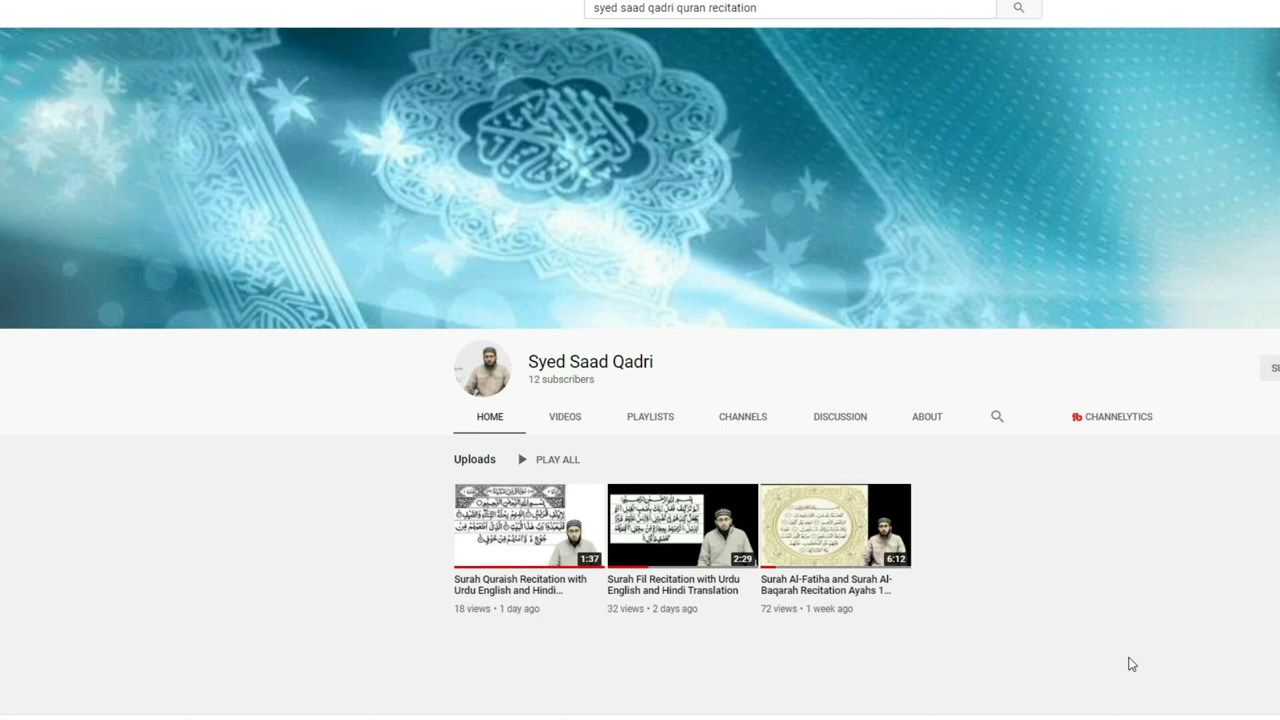 syed saad qadri quran recitation
Syed Saad Qadri
12 subscribers
HOME VIDEOS PLAYLISTS CHANNELS DISCUSSION ABOUT CHANNELYTICS
Uploads PLAY ALL
1:37 2:29 6:12
Surah Quraish Recitation with
Urdu English and Hindi...
18 views • 1 day ago
Surah Fil Recitation with Urdu
English and Hindi Translation
32 views • 2 days ago
Surah Al-Fatiha and Surah Al-
Baqarah Recitation Ayahs 1...
72 views • 1 week ago